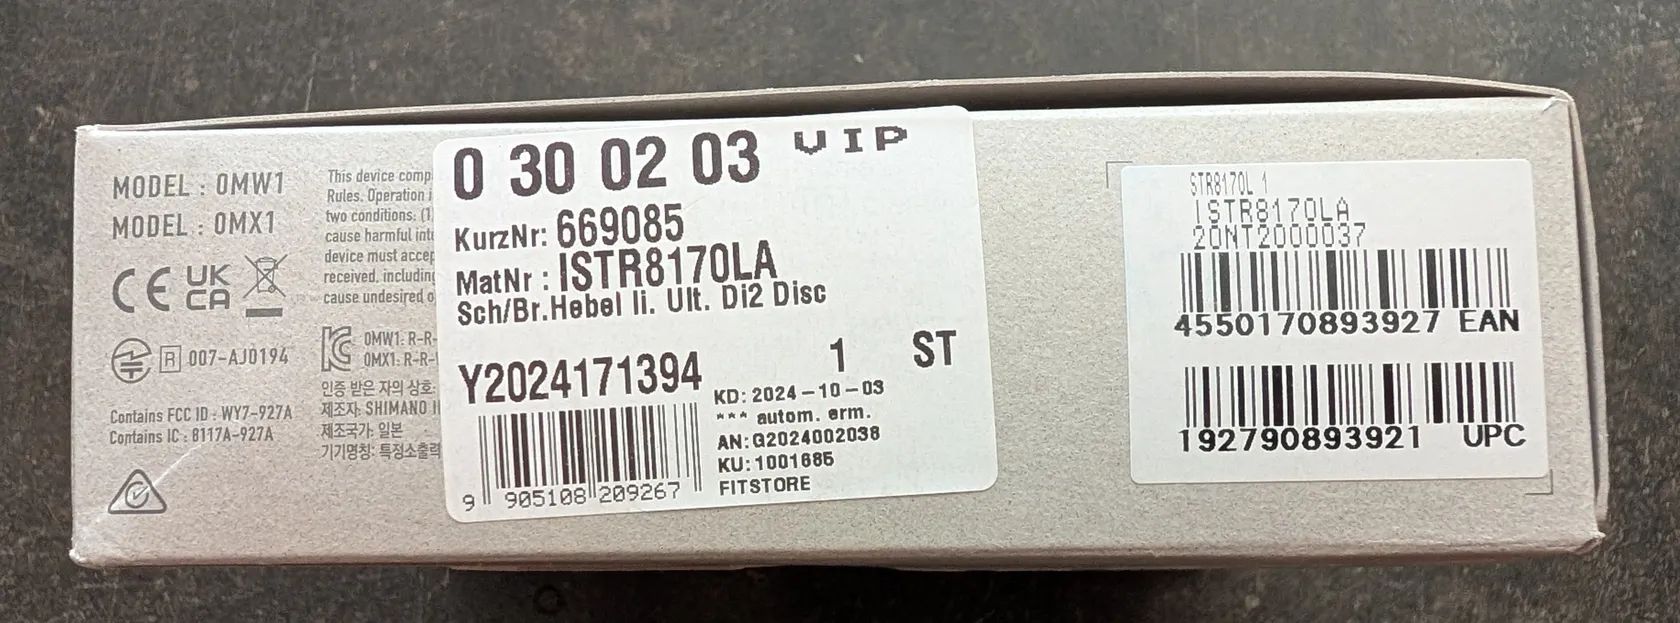 MODEL : 0MW1
MODEL : 0MX1
CE UK CA
R 007-AJ0194
Contains FCC ID : WY7-927A
Contains IC : 8117A-927A
This device comp
Rules. Operation i
two conditions: (1
cause harmful int
device must accep
received, including
cause undesired o
0MW1: R-R-
0MX1: R-R-
인증 받은 자의 상호:
제조자: SHIMANO I
제조국가: 일본
기기명칭: 특정소출력
0 30 02 03 VIP
KurzNr: 669085
MatNr : ISTR8170LA
Sch/Br.Hebel li. Ult. Di2 Disc
1 ST
Y2024171394
KD: 2024-10-03
*** autom. erm.
AN:G2024002038
KU:1001685
FITSTORE
9 905108 209267
STR8170L 1
ISTR8170LA
20NT2000037
4550170893927 EAN
192790893921 UPC